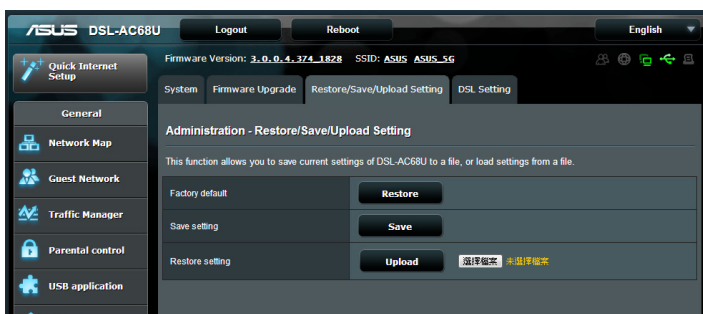 ASUS DSL-AC68U Logout Reboot English
Quick Internet Setup
Firmware Version: 3.0.0.4.374_1828 SSID: ASUS ASUS_5G
System Firmware Upgrade Restore/Save/Upload Setting DSL Setting
General
Network Map
Guest Network
Traffic Manager
Parental control
USB application
Administration - Restore/Save/Upload Setting
This function allows you to save current settings of DSL-AC68U to a file, or load settings from a file.
Factory default Restore
Save setting Save
Restore setting Upload 選擇檔案 未選擇檔案